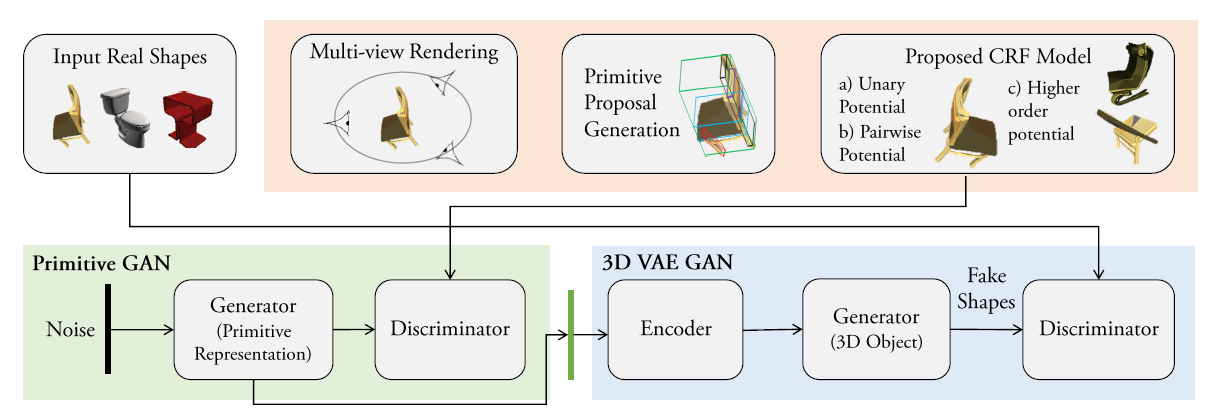 Input Real Shapes
Multi-view Rendering
Primitive
Proposal
Generation
Proposed CRF Model
a) Unary
Potential
b) Pairwise
Potential
c) Higher
order
potential
Primitive GAN
Noise
Generator
(Primitive
Representation)
Discriminator
3D VAE GAN
Encoder
Generator
(3D Object)
Fake
Shapes
Discriminator